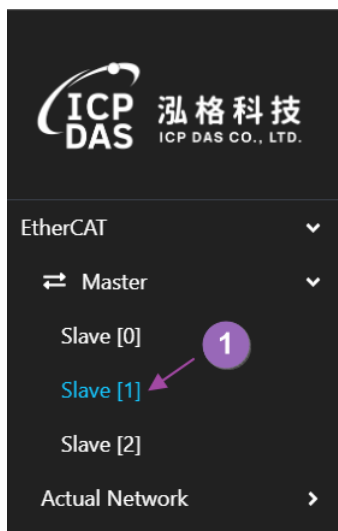 ICP
DAS
泓格科技
ICP DAS CO., LTD.
EtherCAT
Master
Slave [0]
1
Slave [1]
Slave [2]
Actual Network